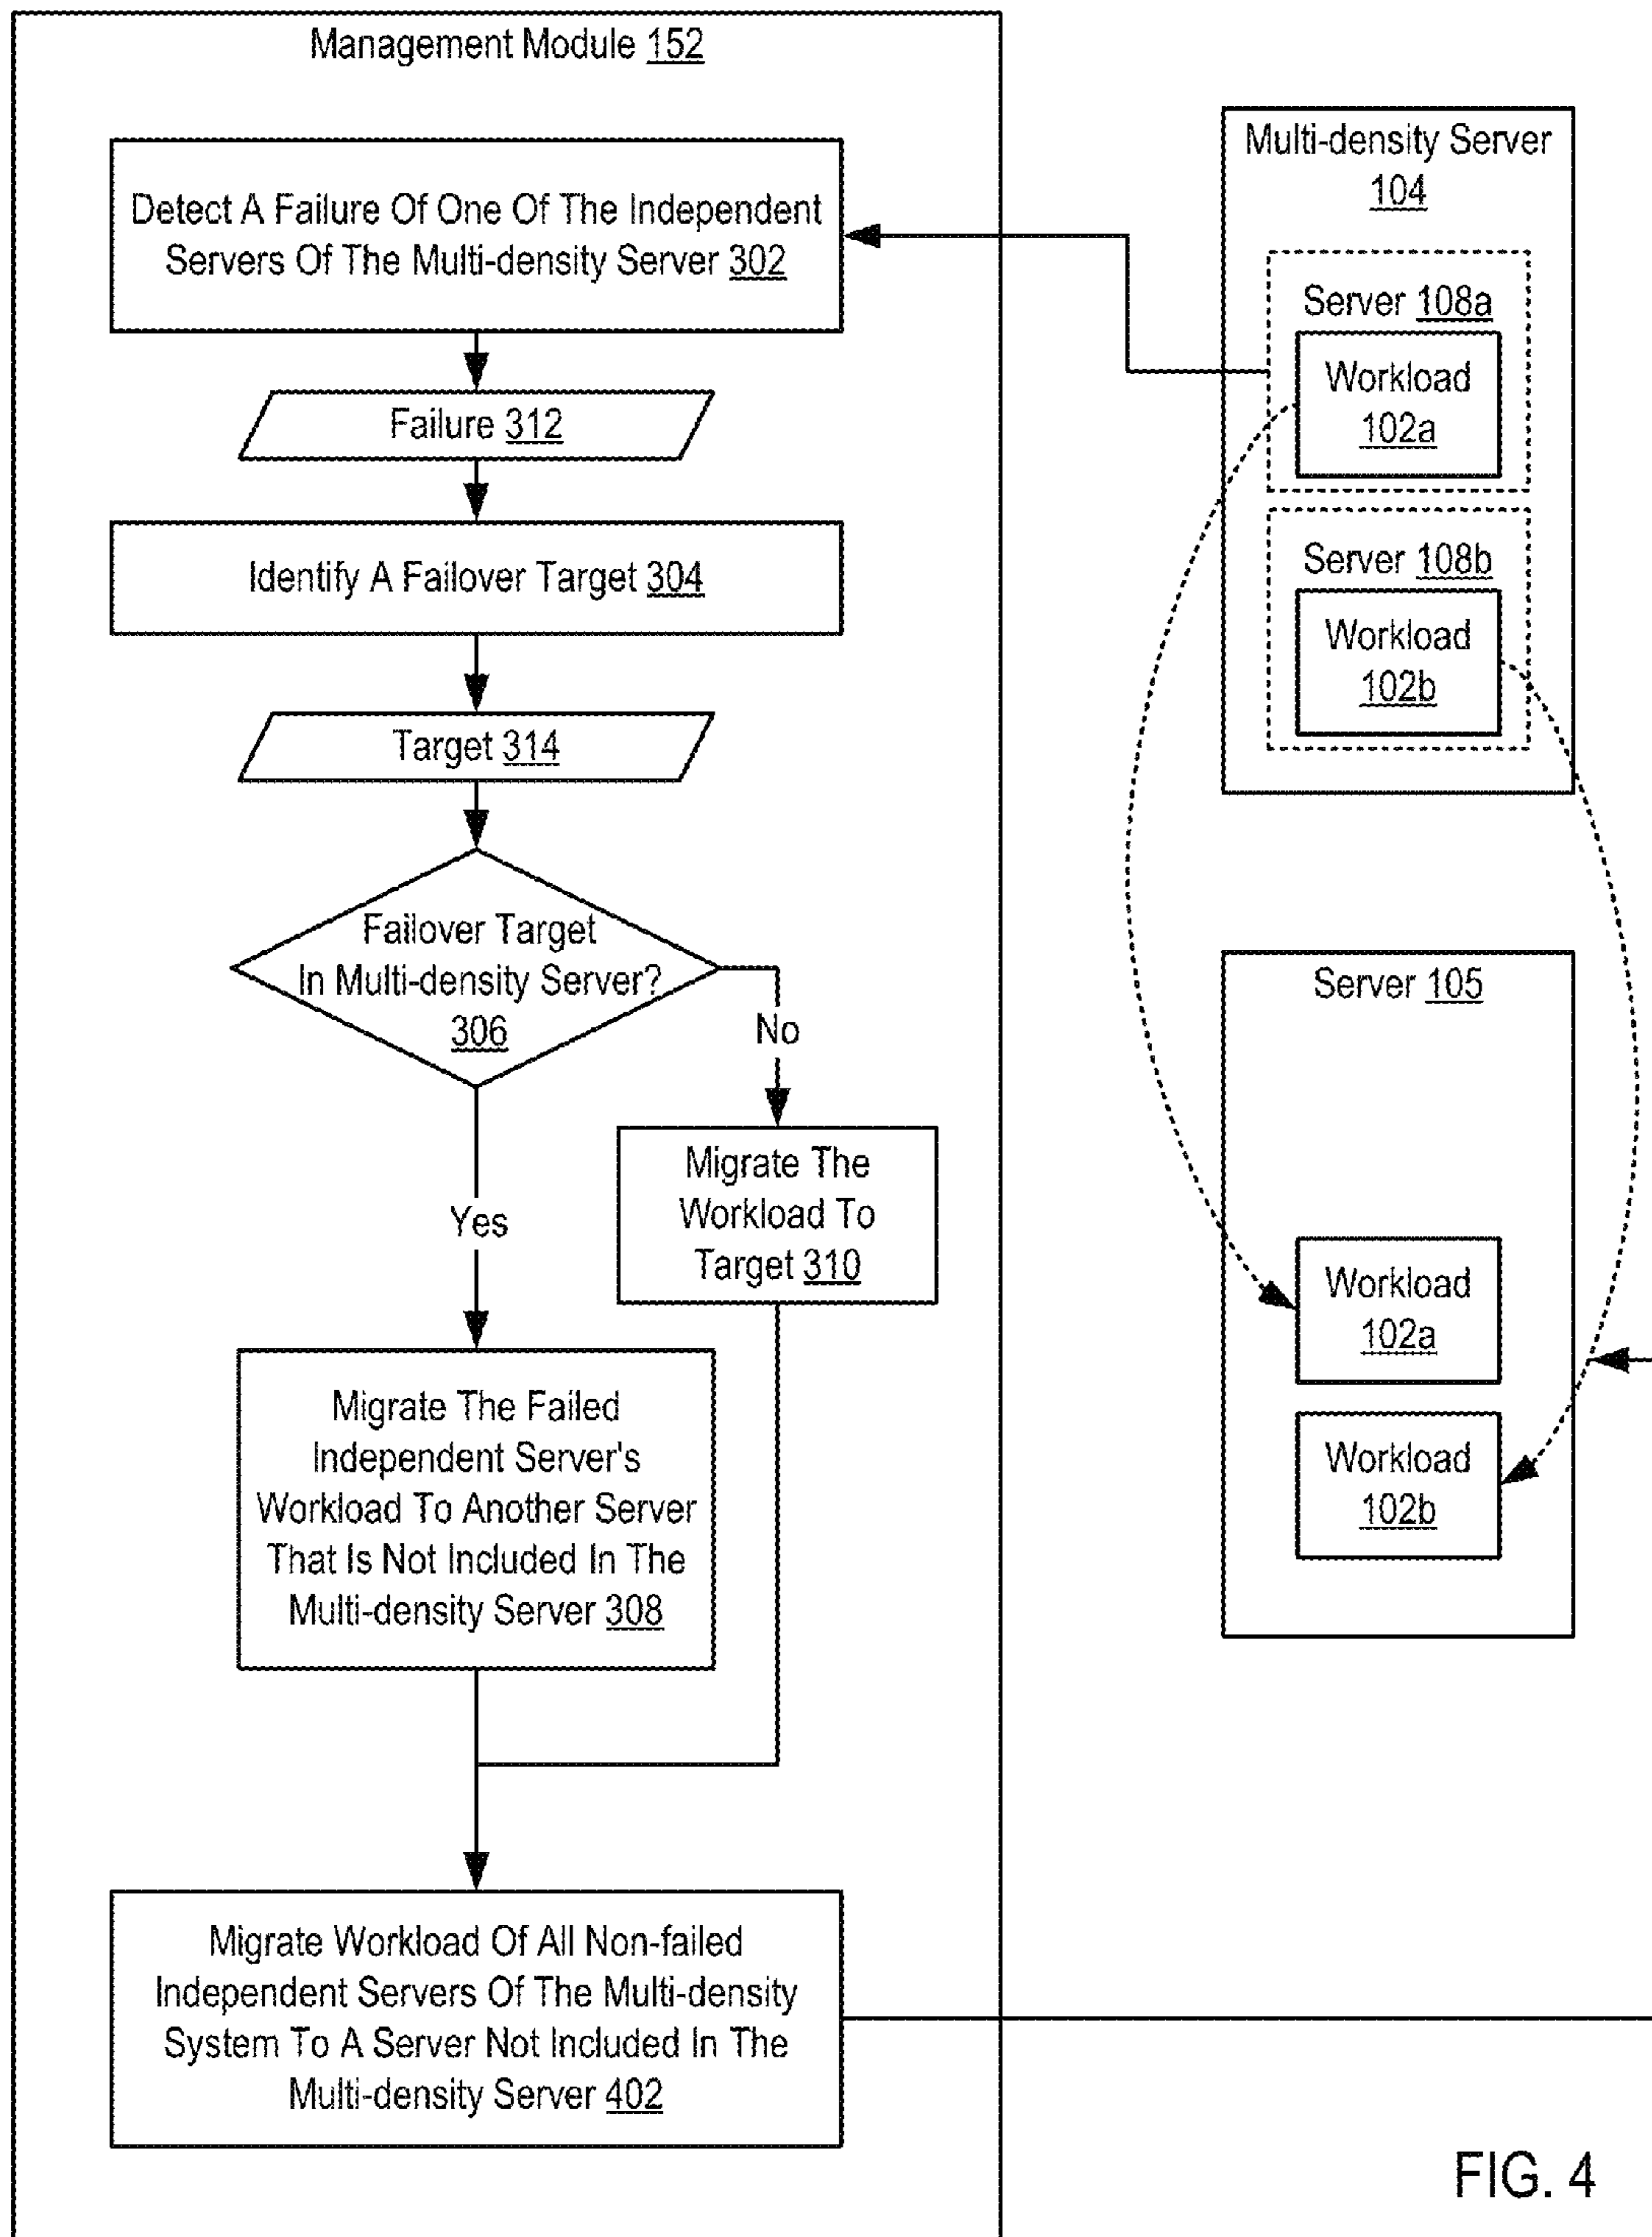 Management Module 152
Detect A Failure Of One Of The Independent
Servers Of The Multi-density Server 302
Failure 312
Identify A Failover Target 304
Target 314
Failover Target
In Multi-density Server?
306
No
Yes
Migrate The
Workload To
Target 310
Migrate The Failed
Independent Server's
Workload To Another Server
That Is Not Included In The
Multi-density Server 308
Migrate Workload Of All Non-failed
Independent Servers Of The Multi-density
System To A Server Not Included In The
Multi-density Server 402
Multi-density Server
104
Server 108a
Workload
102a
Server 108b
Workload
102b
Server 105
Workload
102a
Workload
102b
FIG. 4